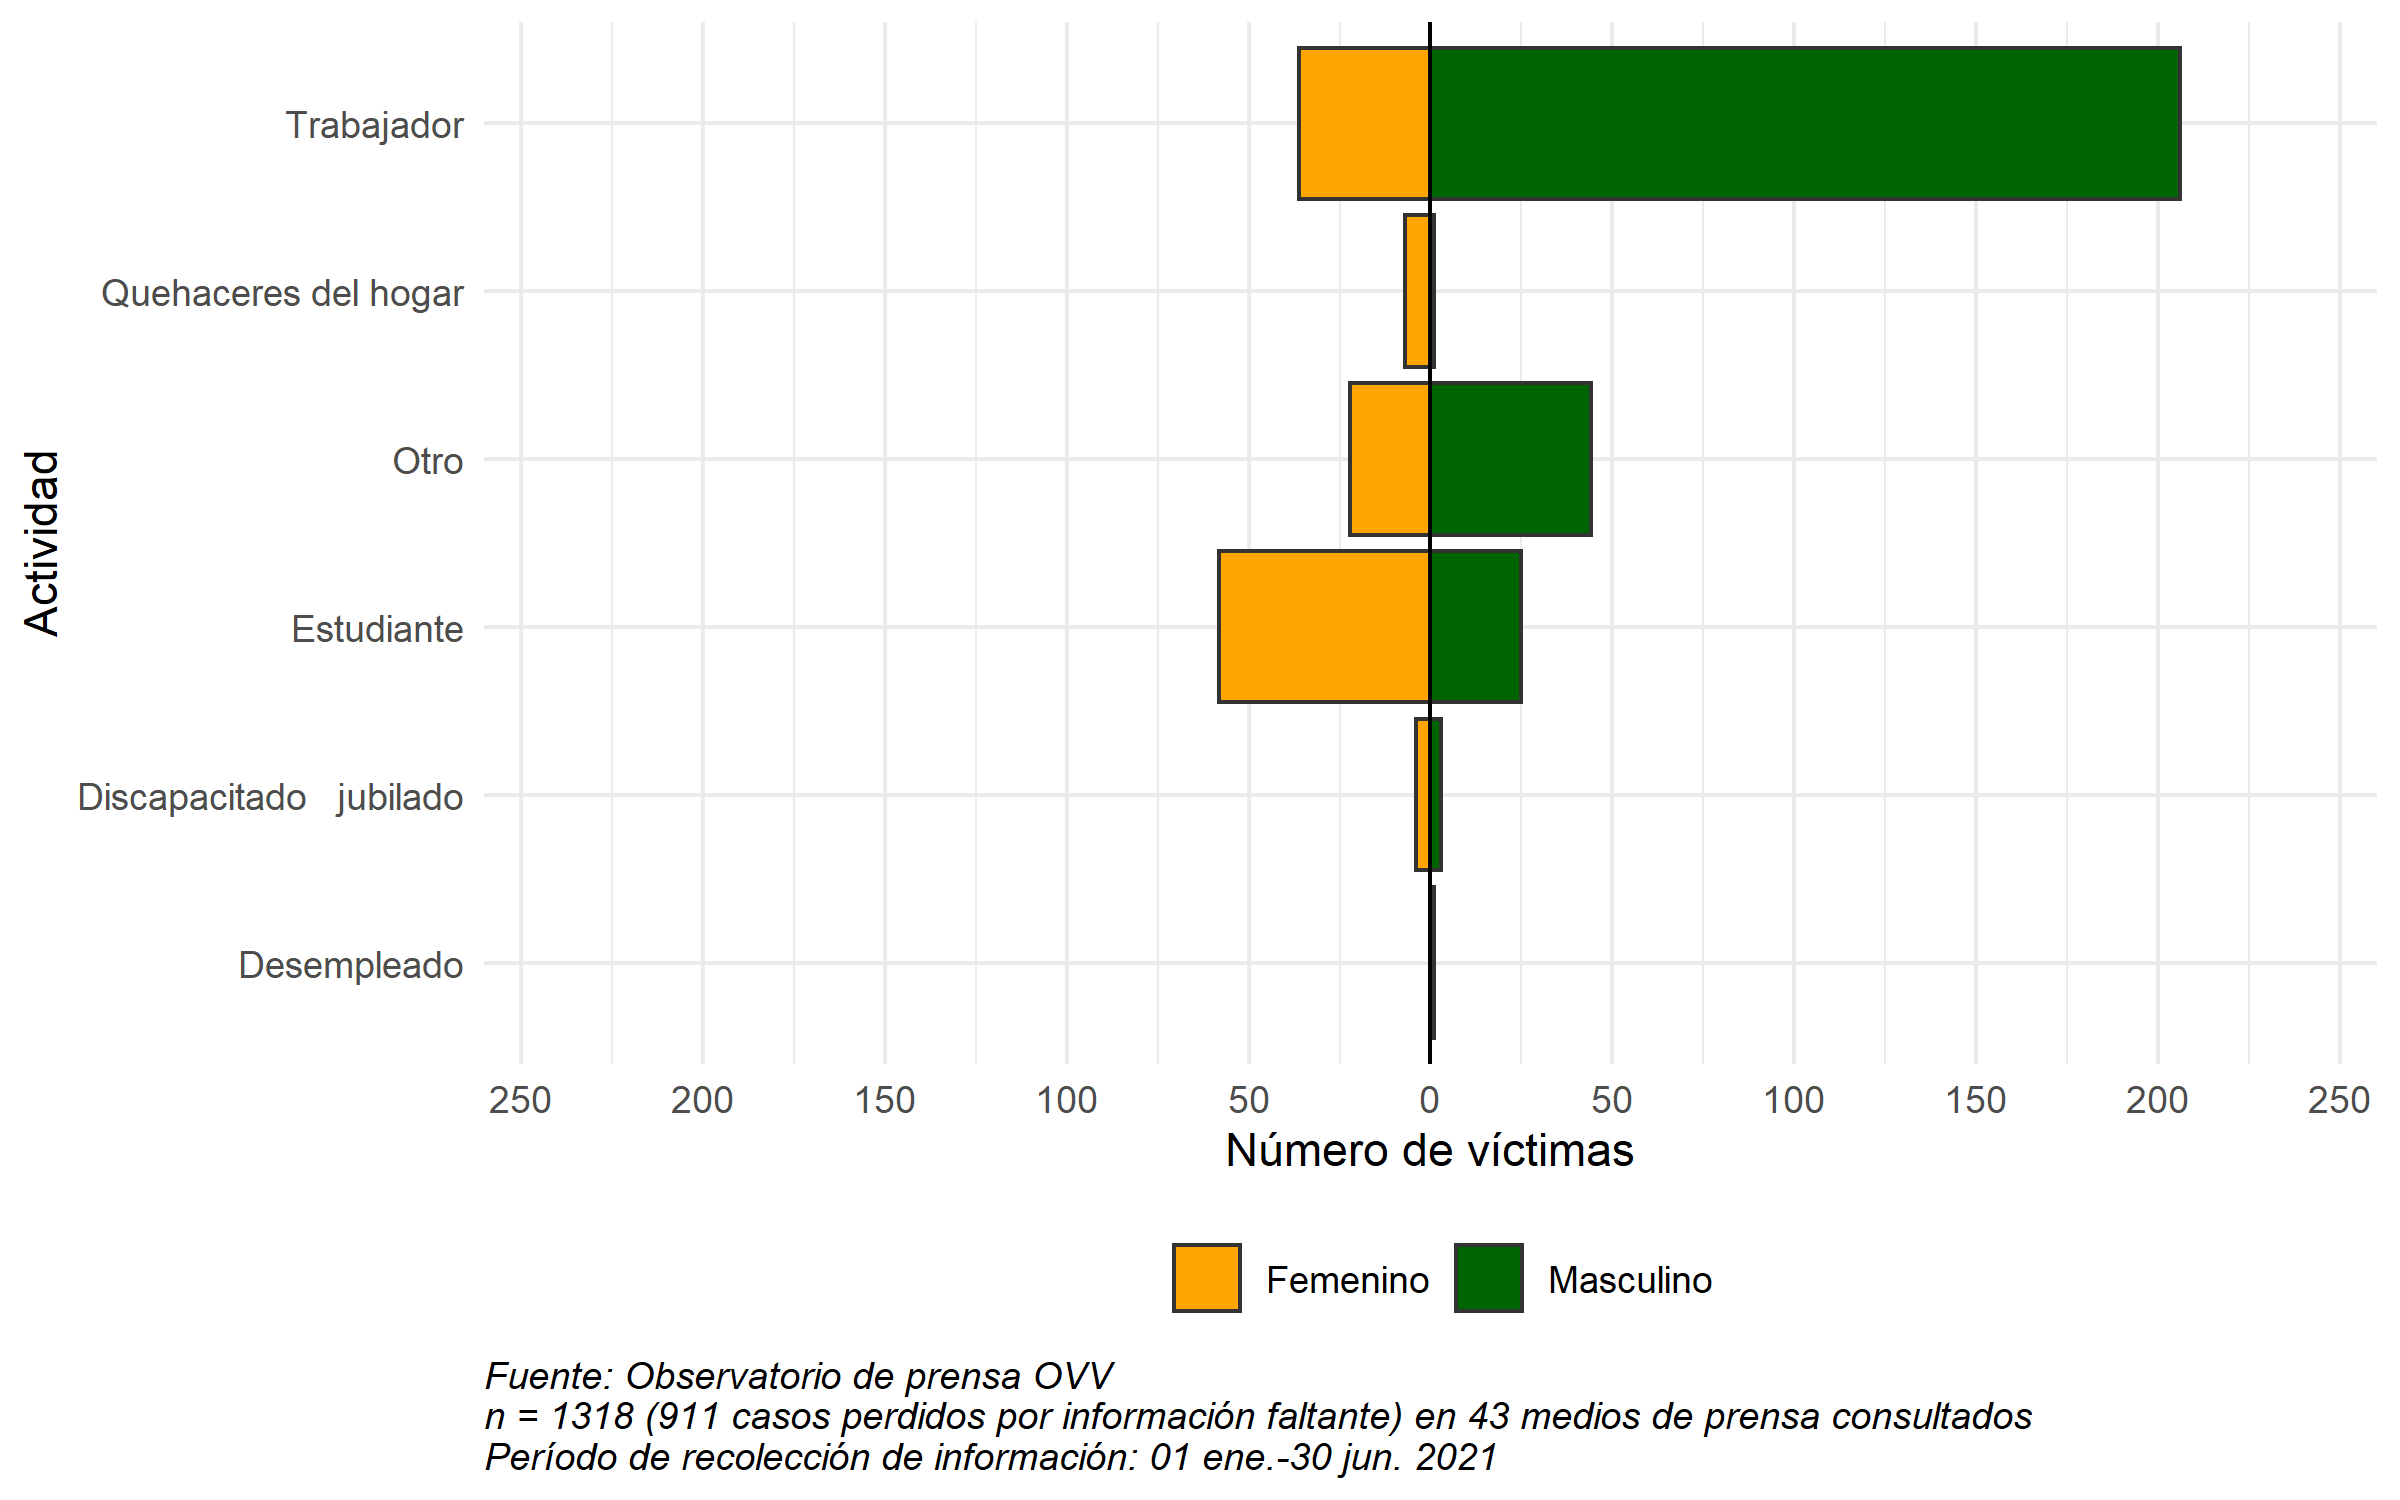 Actividad
Trabajador
Quehaceres del hogar
Otro
Estudiante
Discapacitado   jubilado
Desempleado
250 200 150 100 50 0 50 100 150 200 250
Número de víctimas
Femenino Masculino
Fuente: Observatorio de prensa OVV
n = 1318 (911 casos perdidos por información faltante) en 43 medios de prensa consultados
Período de recolección de información: 01 ene.-30 jun. 2021